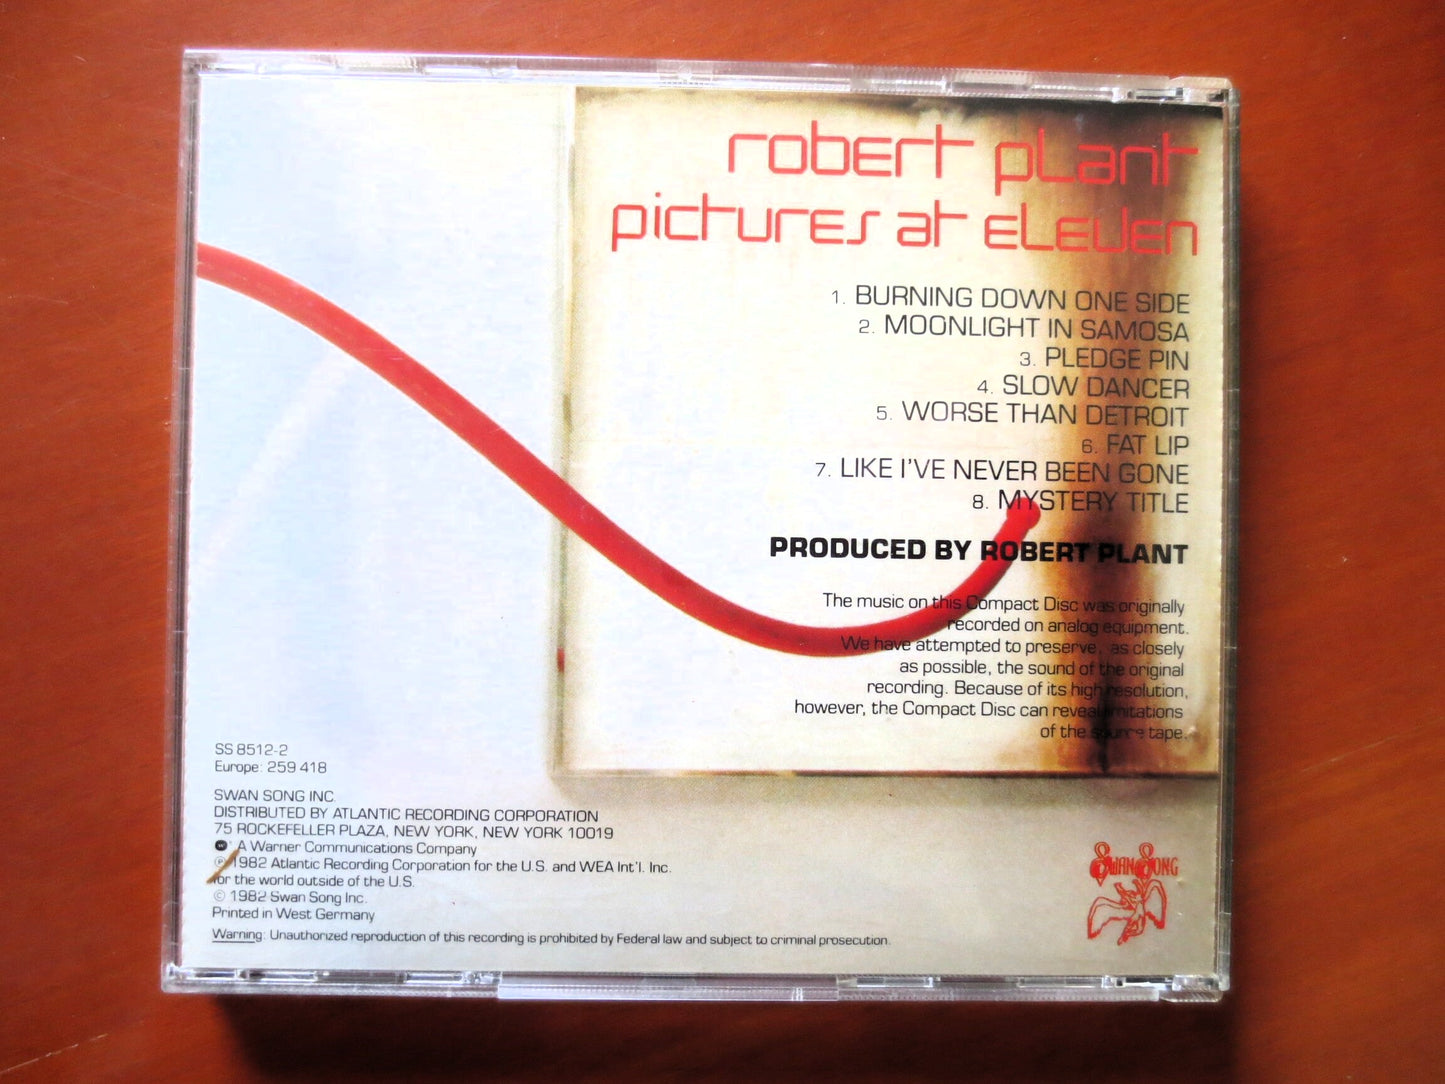 robert plant
pictures at eleven
1. BURNING DOWN ONE SIDE
2. MOONLIGHT IN SAMOSA
3. PLEDGE PIN
4. SLOW DANCER
5. WORSE THAN DETROIT
6. FAT LIP
7. LIKE I'VE NEVER BEEN GONE
8. MYSTERY TITLE
PRODUCED BY ROBERT PLANT
The music on this Compact Disc was originally
recorded on analog equipment.
We have attempted to preserve, as closely
as possible, the sound of the original
recording. Because of its high resolution,
however, the Compact Disc can reveal limitations
of the source tape.
SS 8512-2
Europe: 259 418
SWAN SONG INC.
DISTRIBUTED BY ATLANTIC RECORDING CORPORATION
75 ROCKEFELLER PLAZA, NEW YORK, NEW YORK 10019
A Warner Communications Company
℗ 1982 Atlantic Recording Corporation for the U.S. and WEA Int'l. Inc.
for the world outside of the U.S.
© 1982 Swan Song Inc.
Printed in West Germany
Warning: Unauthorized reproduction of this recording is prohibited by Federal law and subject to criminal prosecution.
SWAN SONG